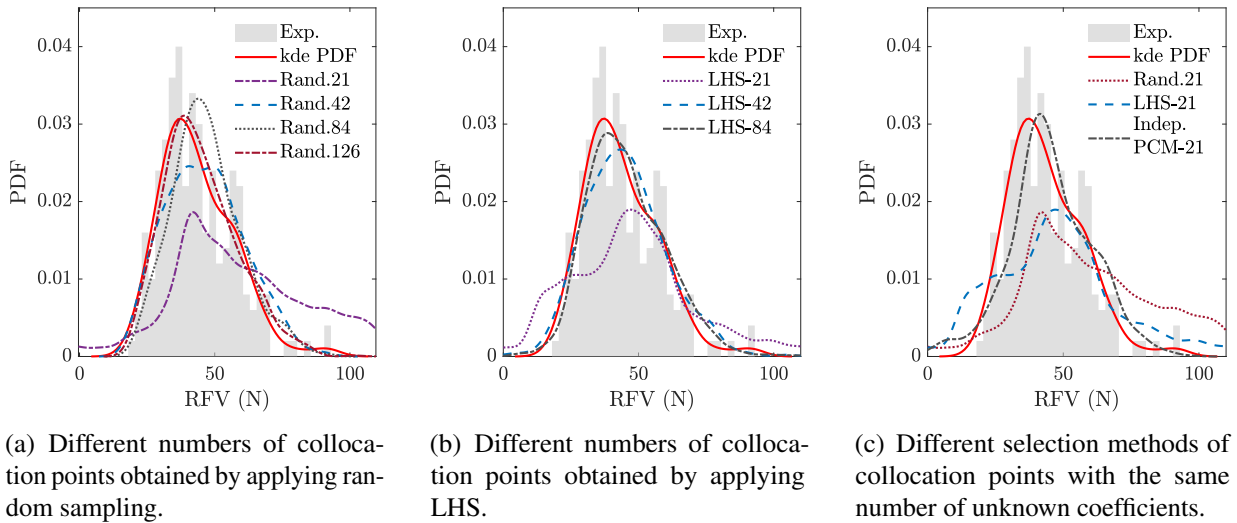 0.04
0.03
0.02
0.01
0
PDF
0
50
100
RFV (N)
Exp.
kde PDF
Rand.21
Rand.42
Rand.84
Rand.126
(a) Different numbers of colloca-
tion points obtained by applying ran-
dom sampling.
0.04
0.03
0.02
0.01
0
PDF
0
50
100
RFV (N)
Exp.
kde PDF
LHS-21
LHS-42
LHS-84
(b) Different numbers of colloca-
tion points obtained by applying
LHS.
0.04
0.03
0.02
0.01
0
PDF
0
50
100
RFV (N)
Exp.
kde PDF
Rand.21
LHS-21
Indep.
PCM-21
(c) Different selection methods of
collocation points with the same
number of unknown coefficients.